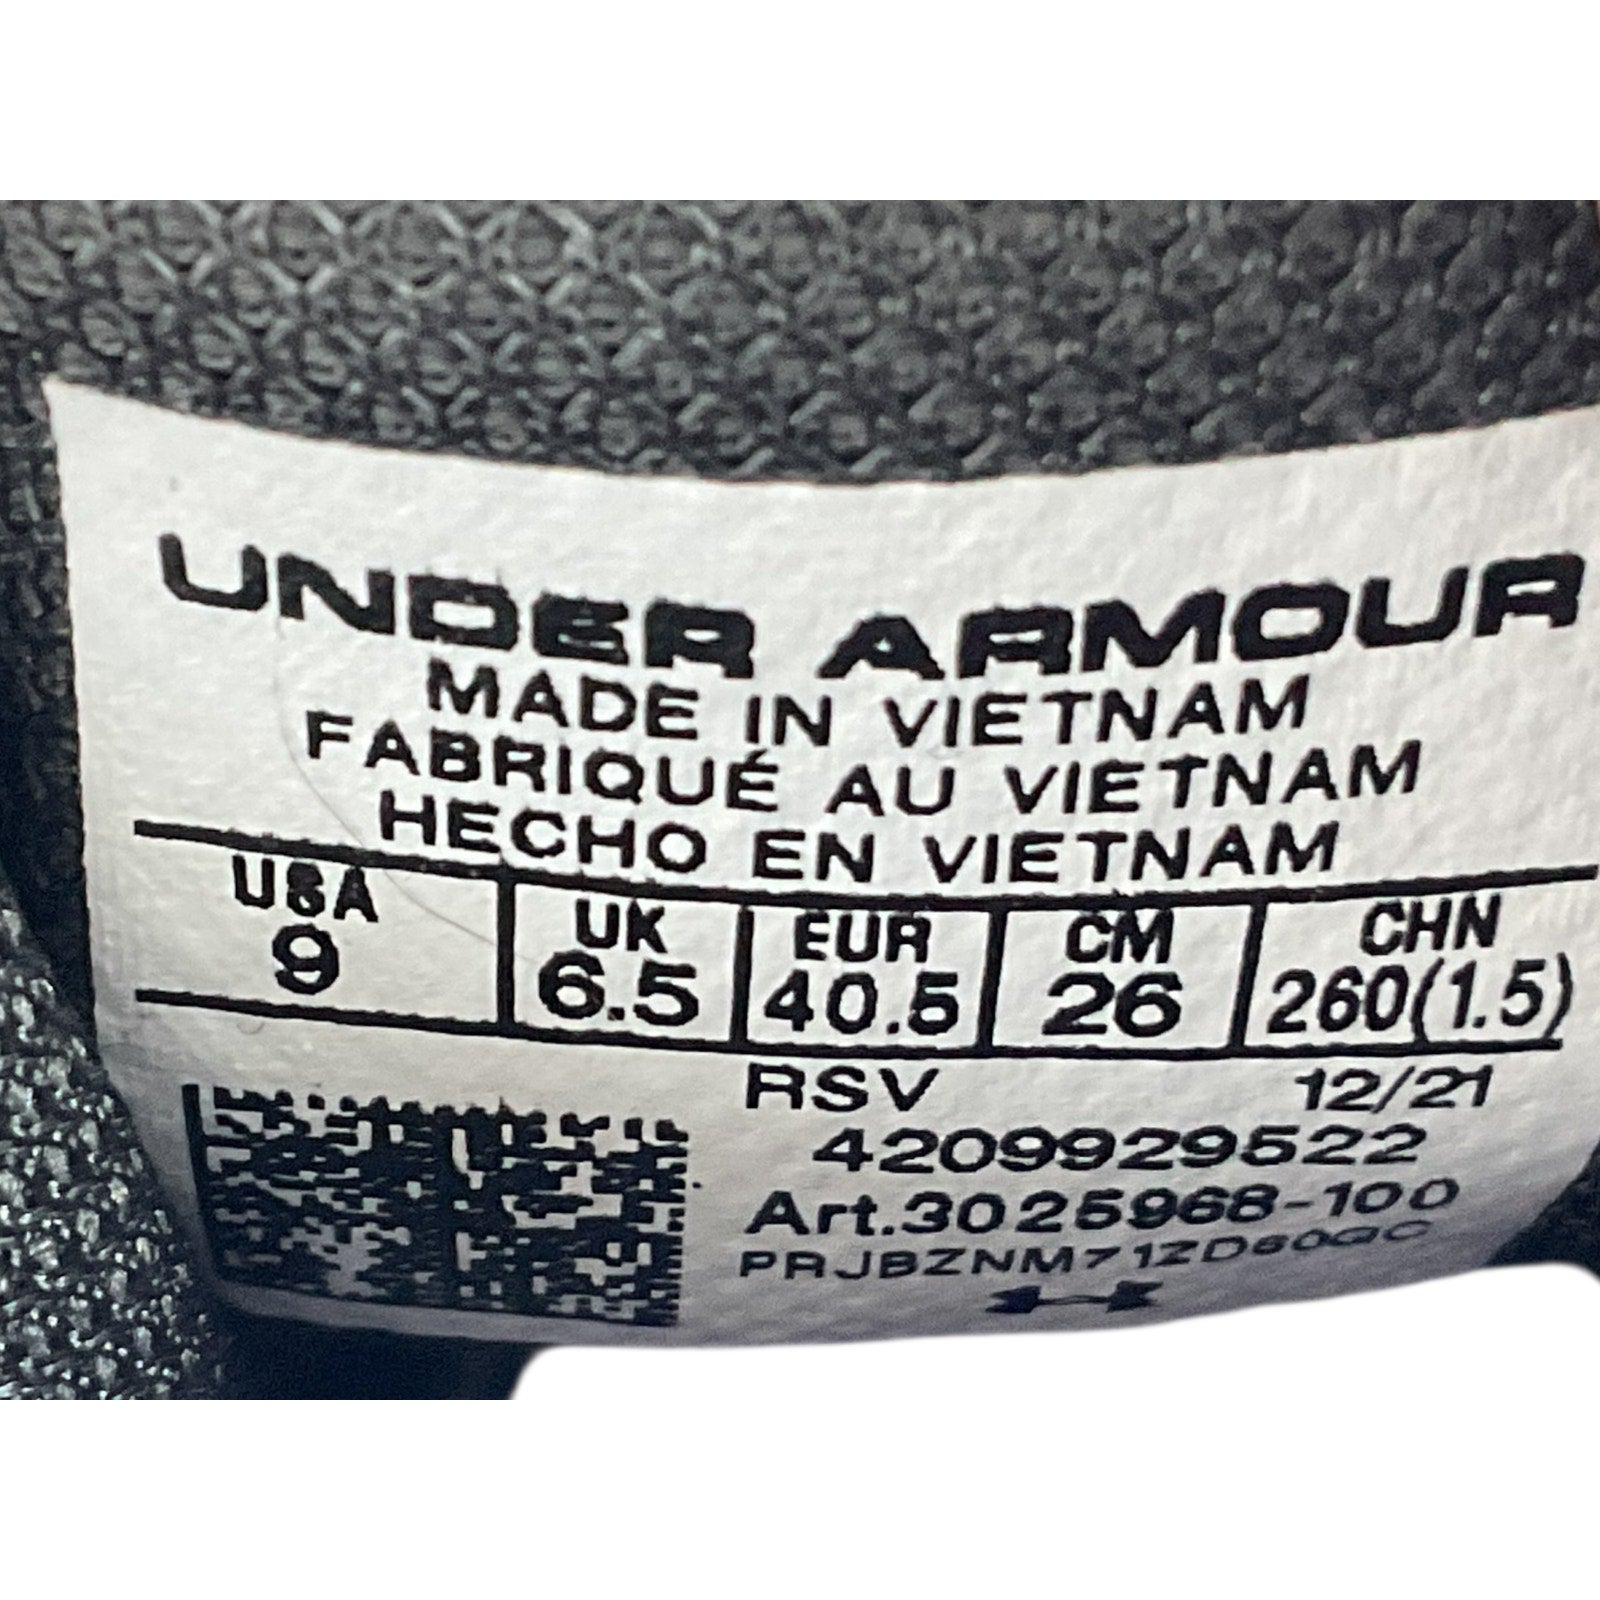 UNDER ARMOUR
MADE IN VIETNAM
FABRIQUÉ AU VIETNAM
HECHO EN VIETNAM
USA UK EUR CM CHN
9 6.5 40.5 26 260(1.5)
RSV 12/21
4209929522
Art.3025968-100
PRJBZNM71ZD60QC